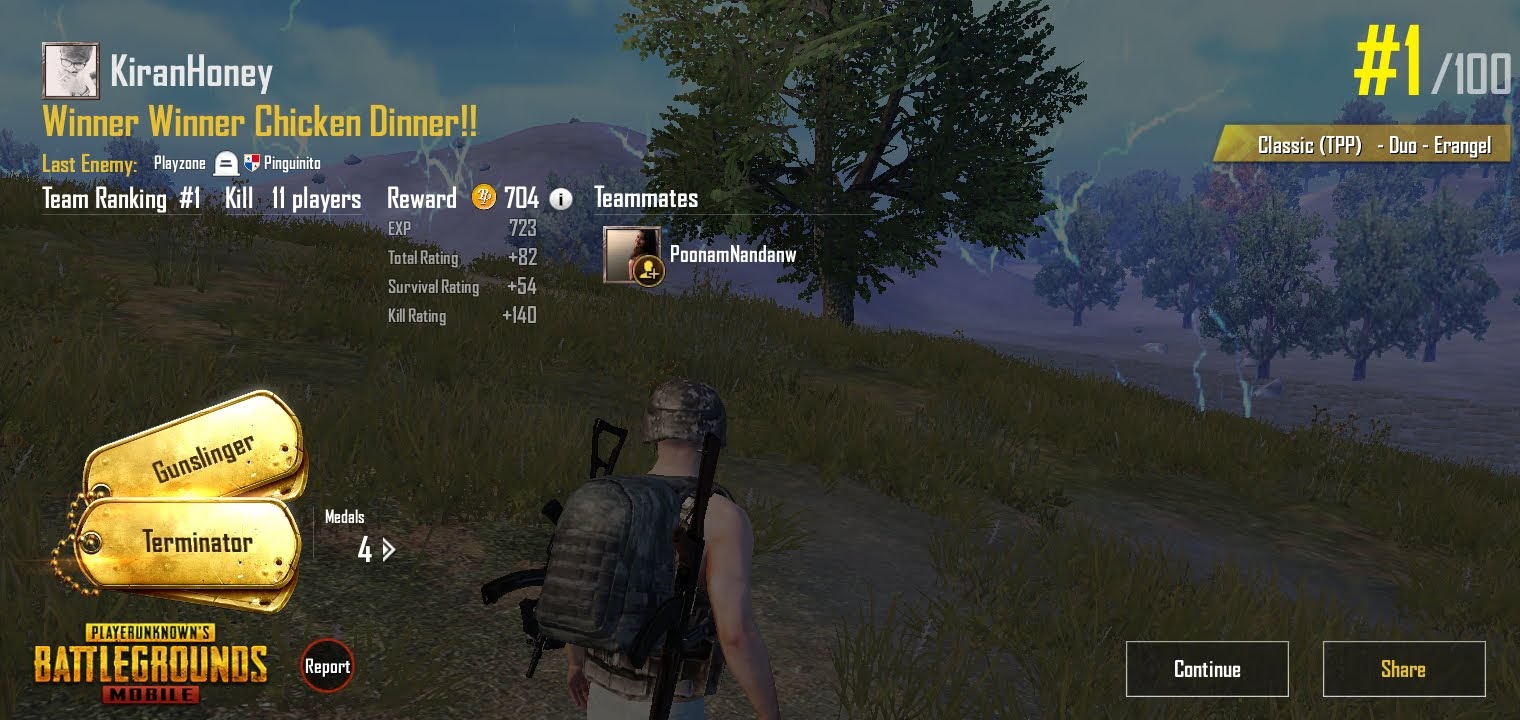 KiranHoney
Winner Winner Chicken Dinner!!
Last Enemy: Playzone Pinguinito
Team Ranking #1 Kill 11 players
Reward 704 i
EXP 723
Total Rating +82
Survival Rating +54
Kill Rating +140
Teammates
PoonamNandanw
#1/100
Classic (TPP) - Duo - Erangel
Gunslinger
Terminator
Medals
4
PLAYERUNKNOWN'S
BATTLEGROUNDS
MOBILE
Report
Continue
Share